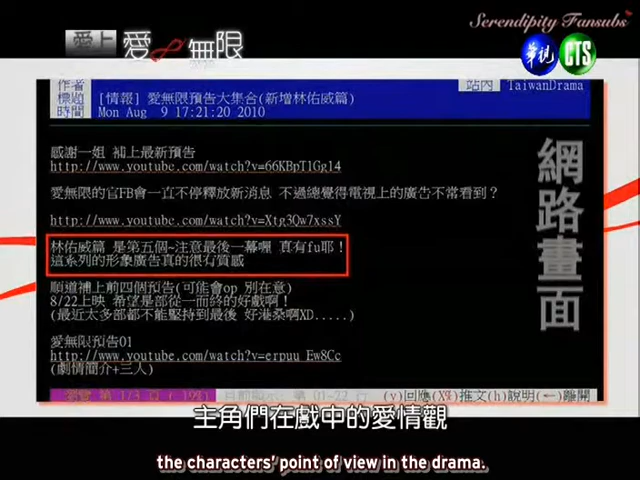 Serendipity Fansubs
愛上 愛∞無限
華視 CTS
作者 站內 TaiwanDrama
標題 [情報] 愛無限預告大集合(新增林佑威篇)
時間 Mon Aug 9 17:21:20 2010
感謝一姐 補上最新預告
http://www.youtube.com/watch?v=66KBpTlGg14
愛無限的官FB會一直不停釋放新消息 不過總覺得電視上的廣告不常看到?
http://www.youtube.com/watch?v=Xtg3Qw7xssY
林佑威篇 是第五個~注意最後一幕喔 真有fu耶!
這系列的形象廣告真的很有質感
順道補上前四個預告(可能會op 別在意)
8/22上映 希望是部從一而終的好戲啊!
(最近太多部都不能堅持到最後 好港桑啊XD.....)
愛無限預告01
http://www.youtube.com/watch?v=erpuu_Ew8Cc
(劇情簡介+三人)
(y)回應(X%)推文(h)說明(←)離開
網路畫面
主角們在戲中的愛情觀
the characters' point of view in the drama.